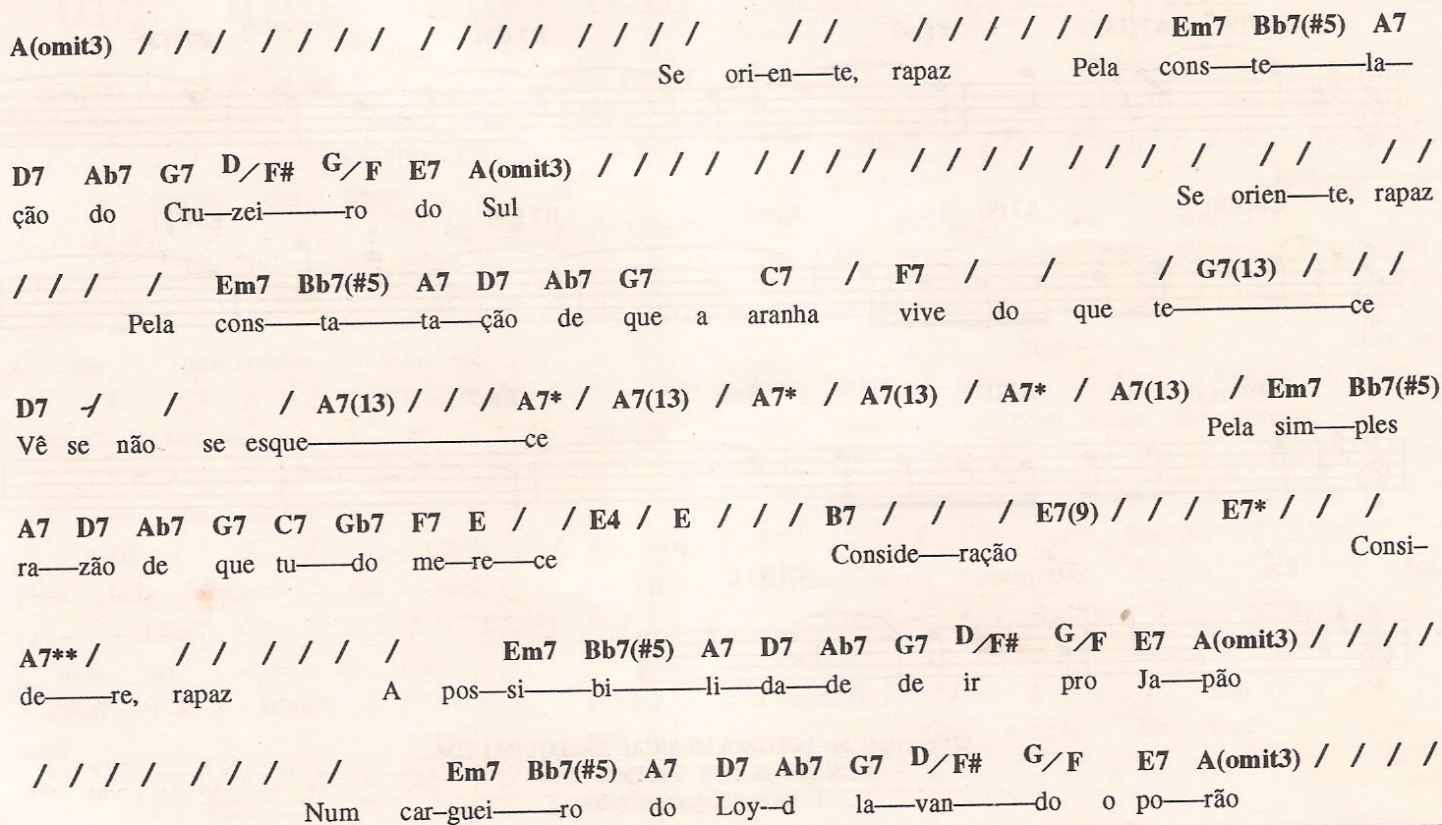 A(omit3) / / / / / / / / / / / / / / / / / / / / / / / / Em7 Bb7(#5) A7
Se ori–en—–te, rapaz Pela cons—–te———–la—
D7 Ab7 G7 D/F# G/F E7 A(omit3) / / / / / / / / / / / / / / / / / / / /
ção do Cru—zei———ro do Sul Se orien—–te, rapaz
/ / / / Em7 Bb7(#5) A7 D7 Ab7 G7 C7 / F7 / / / G7(13) / / /
Pela cons—–ta———ta—–ção de que a aranha vive do que te——————ce
D7 / / / A7(13) / / / A7* / A7(13) / A7* / A7(13) / A7* / A7(13) / Em7 Bb7(#5)
Vê se não se esque———————ce Pela sim—–ples
A7 D7 Ab7 G7 C7 Gb7 F7 E / / E4 / E / / / B7 / / / E7(9) / / / E7* / / /
ra—–zão de que tu—–do me—re—–ce Conside—–ração Consi–
A7** / / / / / / / Em7 Bb7(#5) A7 D7 Ab7 G7 D/F# G/F E7 A(omit3) / / / /
de——re, rapaz A pos—si——bi————li—–da—–de de ir pro Ja—–pão
/ / / / / / / / Em7 Bb7(#5) A7 D7 Ab7 G7 D/F# G/F E7 A(omit3) / / / /
Num car–guei———ro do Loy--d la—–van———–do o po—–rão